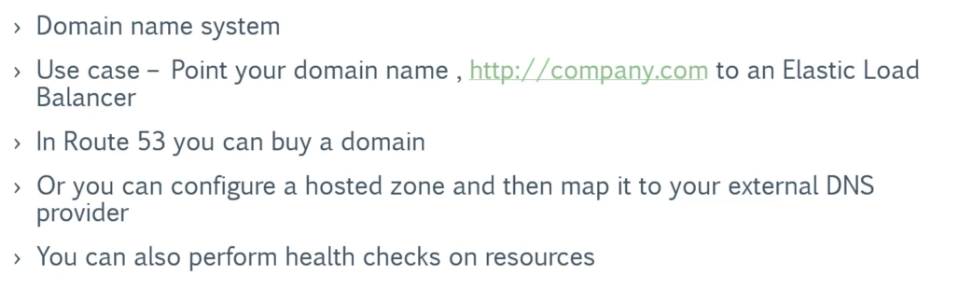 › Domain name system
› Use case – Point your domain name , http://company.com to an Elastic Load
Balancer
› In Route 53 you can buy a domain
› Or you can configure a hosted zone and then map it to your external DNS
provider
› You can also perform health checks on resources